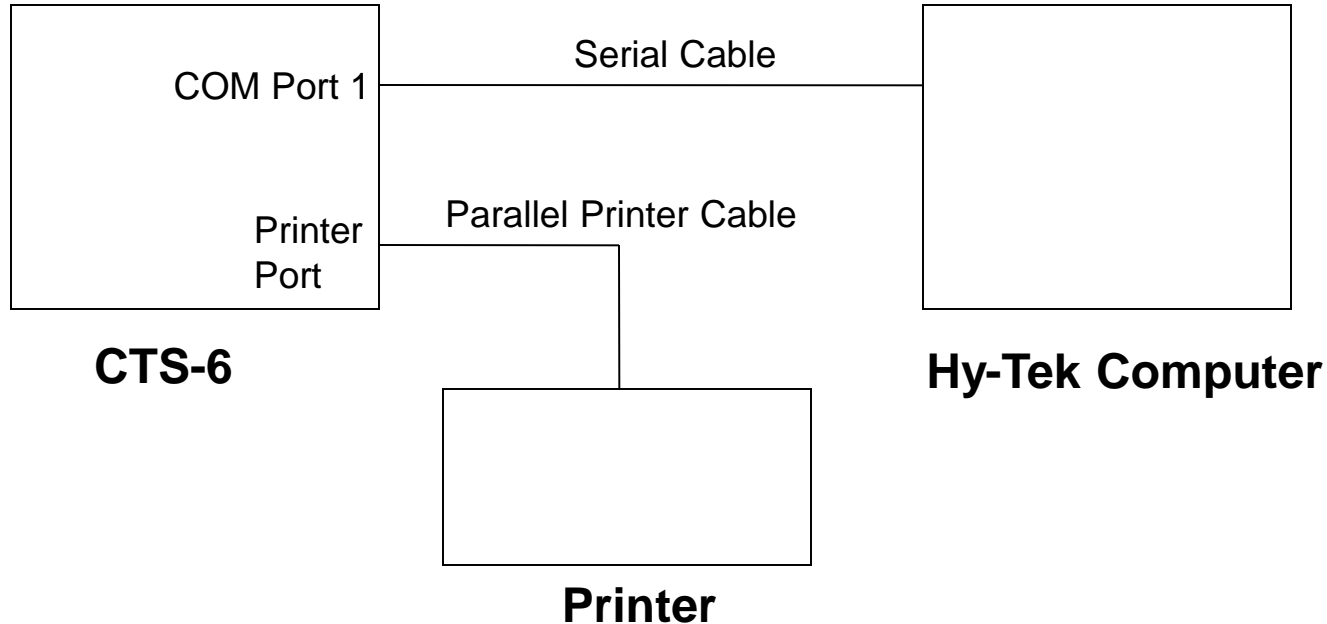 Serial Cable
COM Port 1
Parallel Printer Cable
Printer
Port
CTS-6
Hy-Tek Computer
Printer